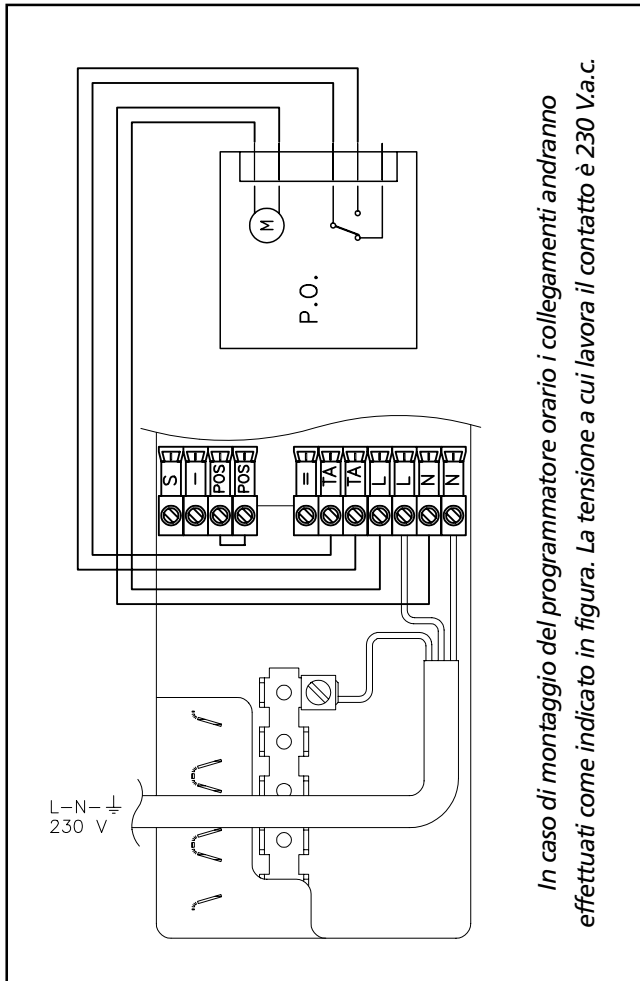 L-N-⏚
230 V
S
-
POS
POS
=
TA
TA
L
L
N
N
M
P.O.
In caso di montaggio del programmatore orario i collegamenti andranno
effettuati come indicato in figura. La tensione a cui lavora il contatto è 230 V.a.c.